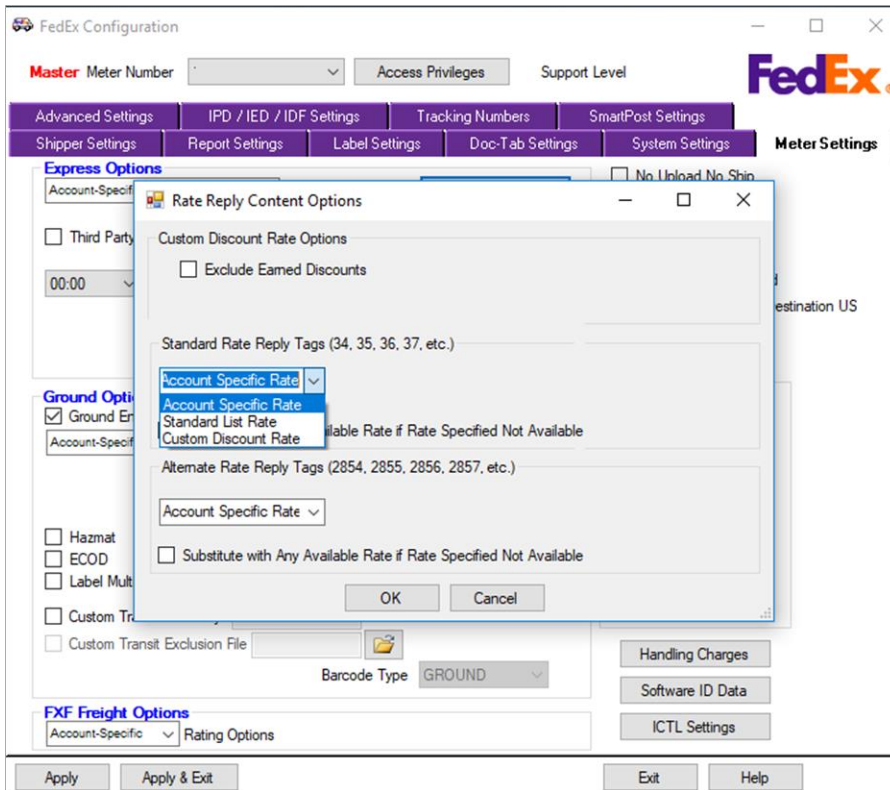 FedEx Configuration
Master Meter Number Access Privileges Support Level FedEx
Advanced Settings IPD / IED / IDF Settings Tracking Numbers SmartPost Settings
Shipper Settings Report Settings Label Settings Doc-Tab Settings System Settings Meter Settings
Express Options
No Upload No Ship
Rate Reply Content Options
Third Party
Custom Discount Rate Options
Exclude Earned Discounts
00:00
estination US
Standard Rate Reply Tags (34, 35, 36, 37, etc.)
Account Specific Rate
Account Specific Rate
Standard List Rate
Custom Discount Rate
ilable Rate if Rate Specified Not Available
Ground Opti
Ground En
Account-Specif
Alternate Rate Reply Tags (2854, 2855, 2856, 2857, etc.)
Account Specific Rate
Substitute with Any Available Rate if Rate Specified Not Available
Hazmat
ECOD
Label Mult
OK Cancel
Custom Tr
Custom Transit Exclusion File
Barcode Type GROUND
Handling Charges
Software ID Data
ICTL Settings
FXF Freight Options
Account-Specific Rating Options
Apply Apply & Exit Exit Help